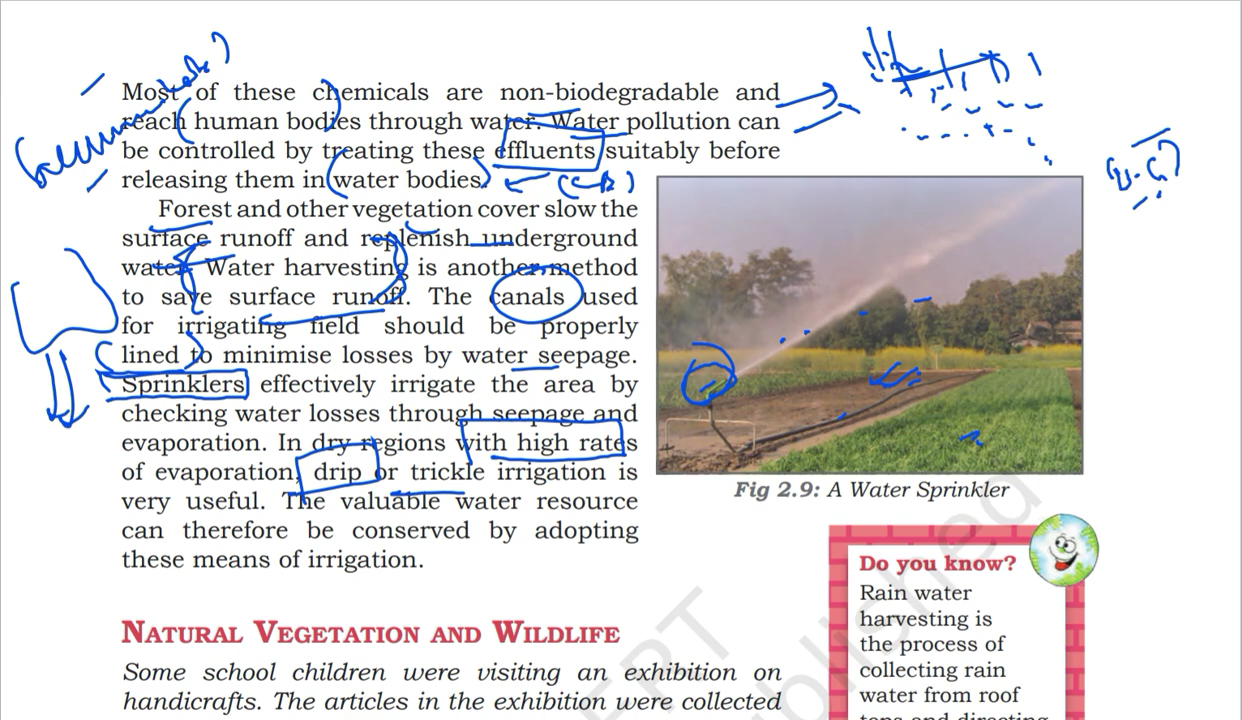 Most of these chemicals are non-biodegradable and
reach human bodies through water. Water pollution can
be controlled by treating these effluents suitably before
releasing them in water bodies.
Forest and other vegetation cover slow the
surface runoff and replenish underground
water. Water harvesting is another method
to save surface runoff. The canals used
for irrigating field should be properly
lined to minimise losses by water seepage.
Sprinklers effectively irrigate the area by
checking water losses through seepage and
evaporation. In dry regions with high rates
of evaporation, drip or trickle irrigation is
very useful. The valuable water resource
can therefore be conserved by adopting
these means of irrigation.
Fig 2.9: A Water Sprinkler
Do you know?
Rain water
harvesting is
the process of
collecting rain
water from roof
tops and directing
NATURAL VEGETATION AND WILDLIFE
Some school children were visiting an exhibition on
handicrafts. The articles in the exhibition were collected